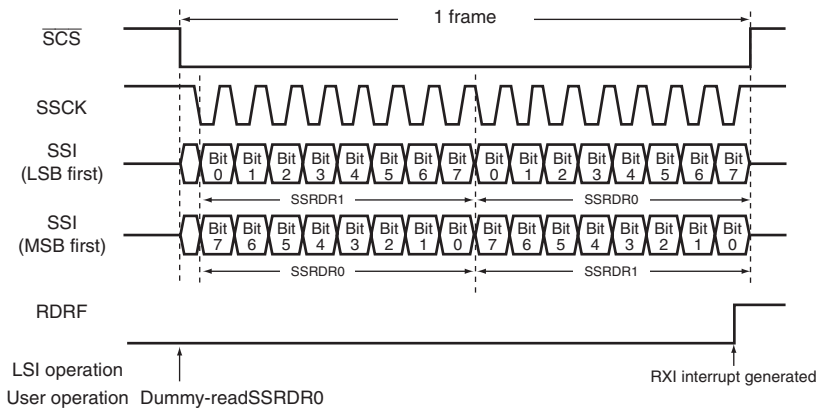 1 frame
SCS
SSCK
SSI
(LSB first)
Bit 0 Bit 1 Bit 2 Bit 3 Bit 4 Bit 5 Bit 6 Bit 7 Bit 0 Bit 1 Bit 2 Bit 3 Bit 4 Bit 5 Bit 6 Bit 7
SSRDR1 SSRDR0
SSI
(MSB first)
Bit 7 Bit 6 Bit 5 Bit 4 Bit 3 Bit 2 Bit 1 Bit 0 Bit 7 Bit 6 Bit 5 Bit 4 Bit 3 Bit 2 Bit 1 Bit 0
SSRDR0 SSRDR1
RDRF
LSI operation
RXI interrupt generated
User operation Dummy-readSSRDR0